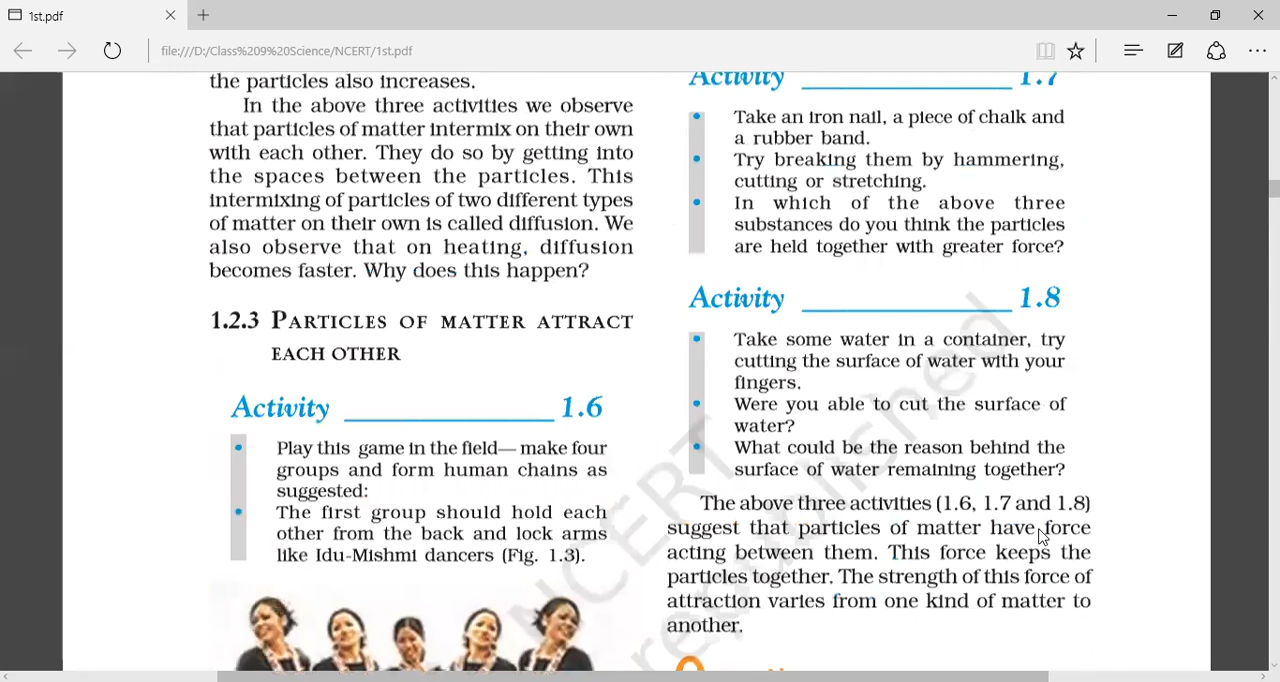 1st.pdf
file:///D:/Class%209%20Science/NCERT/1st.pdf
the particles also increases.
In the above three activities we observe
that particles of matter intermix on their own
with each other. They do so by getting into
the spaces between the particles. This
intermixing of particles of two different types
of matter on their own is called diffusion. We
also observe that on heating, diffusion
becomes faster. Why does this happen?
1.2.3 PARTICLES OF MATTER ATTRACT
EACH OTHER
Activity 1.6
• Play this game in the field— make four
groups and form human chains as
suggested:
• The first group should hold each
other from the back and lock arms
like Idu-Mishmi dancers (Fig. 1.3).
Activity 1.7
• Take an iron nail, a piece of chalk and
a rubber band.
• Try breaking them by hammering,
cutting or stretching.
• In which of the above three
substances do you think the particles
are held together with greater force?
Activity 1.8
• Take some water in a container, try
cutting the surface of water with your
fingers.
• Were you able to cut the surface of
water?
• What could be the reason behind the
surface of water remaining together?
The above three activities (1.6, 1.7 and 1.8)
suggest that particles of matter have force
acting between them. This force keeps the
particles together. The strength of this force of
attraction varies from one kind of matter to
another.
NCERT
republished